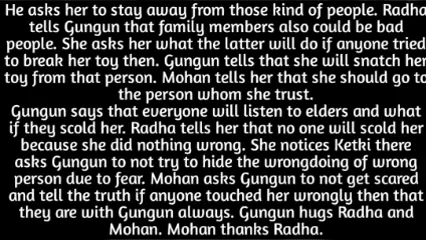 He asks her to stay away from those kind of people. Radha
tells Gungun that family members also could be bad
people. She asks her what the latter will do if anyone tried
to break her toy then. Gungun tells that she will snatch her
toy from that person. Mohan tells her that she should go to
the person whom she trust.
Gungun says that everyone will listen to elders and what
if they scold her. Radha tells her that no one will scold her
because she did nothing wrong. She notices Ketki there
asks Gungun to not try to hide the wrongdoing of wrong
person due to fear. Mohan asks Gungun to not get scared
and tell the truth if anyone touched her wrongly then that
they are with Gungun always. Gungun hugs Radha and
Mohan. Mohan thanks Radha.